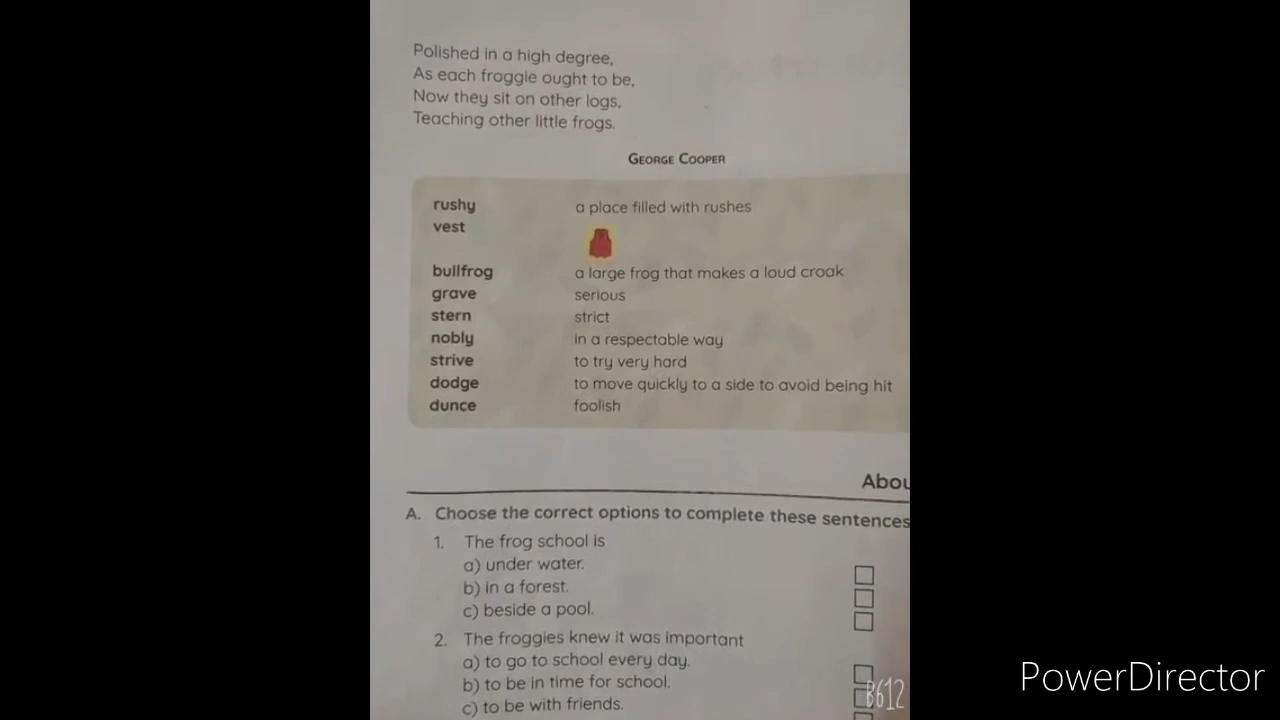 Polished in a high degree,
As each froggie ought to be,
Now they sit on other logs,
Teaching other little frogs.
GEORGE COOPER
rushy a place filled with rushes
vest
bullfrog a large frog that makes a loud croak
grave serious
stern strict
nobly in a respectable way
strive to try very hard
dodge to move quickly to a side to avoid being hit
dunce foolish
Abou
A. Choose the correct options to complete these sentences
1. The frog school is
a) under water.
b) in a forest.
c) beside a pool.
2. The froggies knew it was important
a) to go to school every day.
b) to be in time for school.
c) to be with friends.
B612
PowerDirector